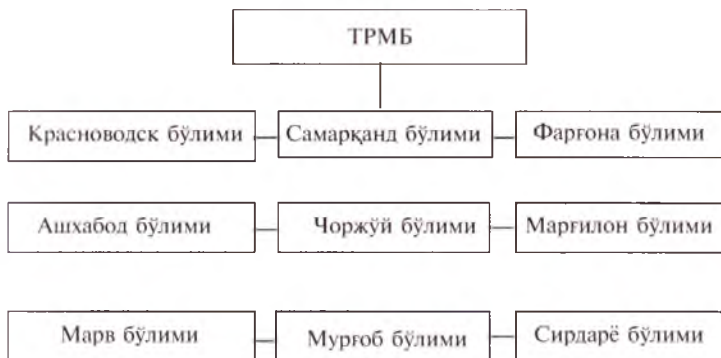 ТРМБ
Красноводск бўлими
Самарқанд бўлими
Фарғона бўлими
Ашхабод бўлими
Чоржўй бўлими
Марғилон бўлими
Марв бўлими
Мурғоб бўлими
Сирдарё бўлими